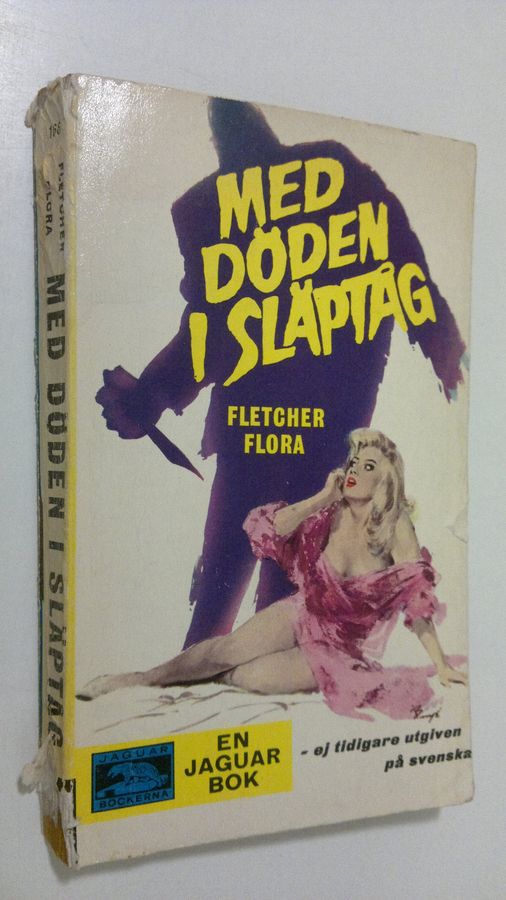 MED
DÖDEN
I SLÄPTÅG
FLETCHER
FLORA
EN
JAGUAR
BOK
- ej tidigare utgiven
på svenska
JAGUAR
BÖCKERNA
168
FLETCHER
FLORA
MED DÖDEN I SLÄPTÅG